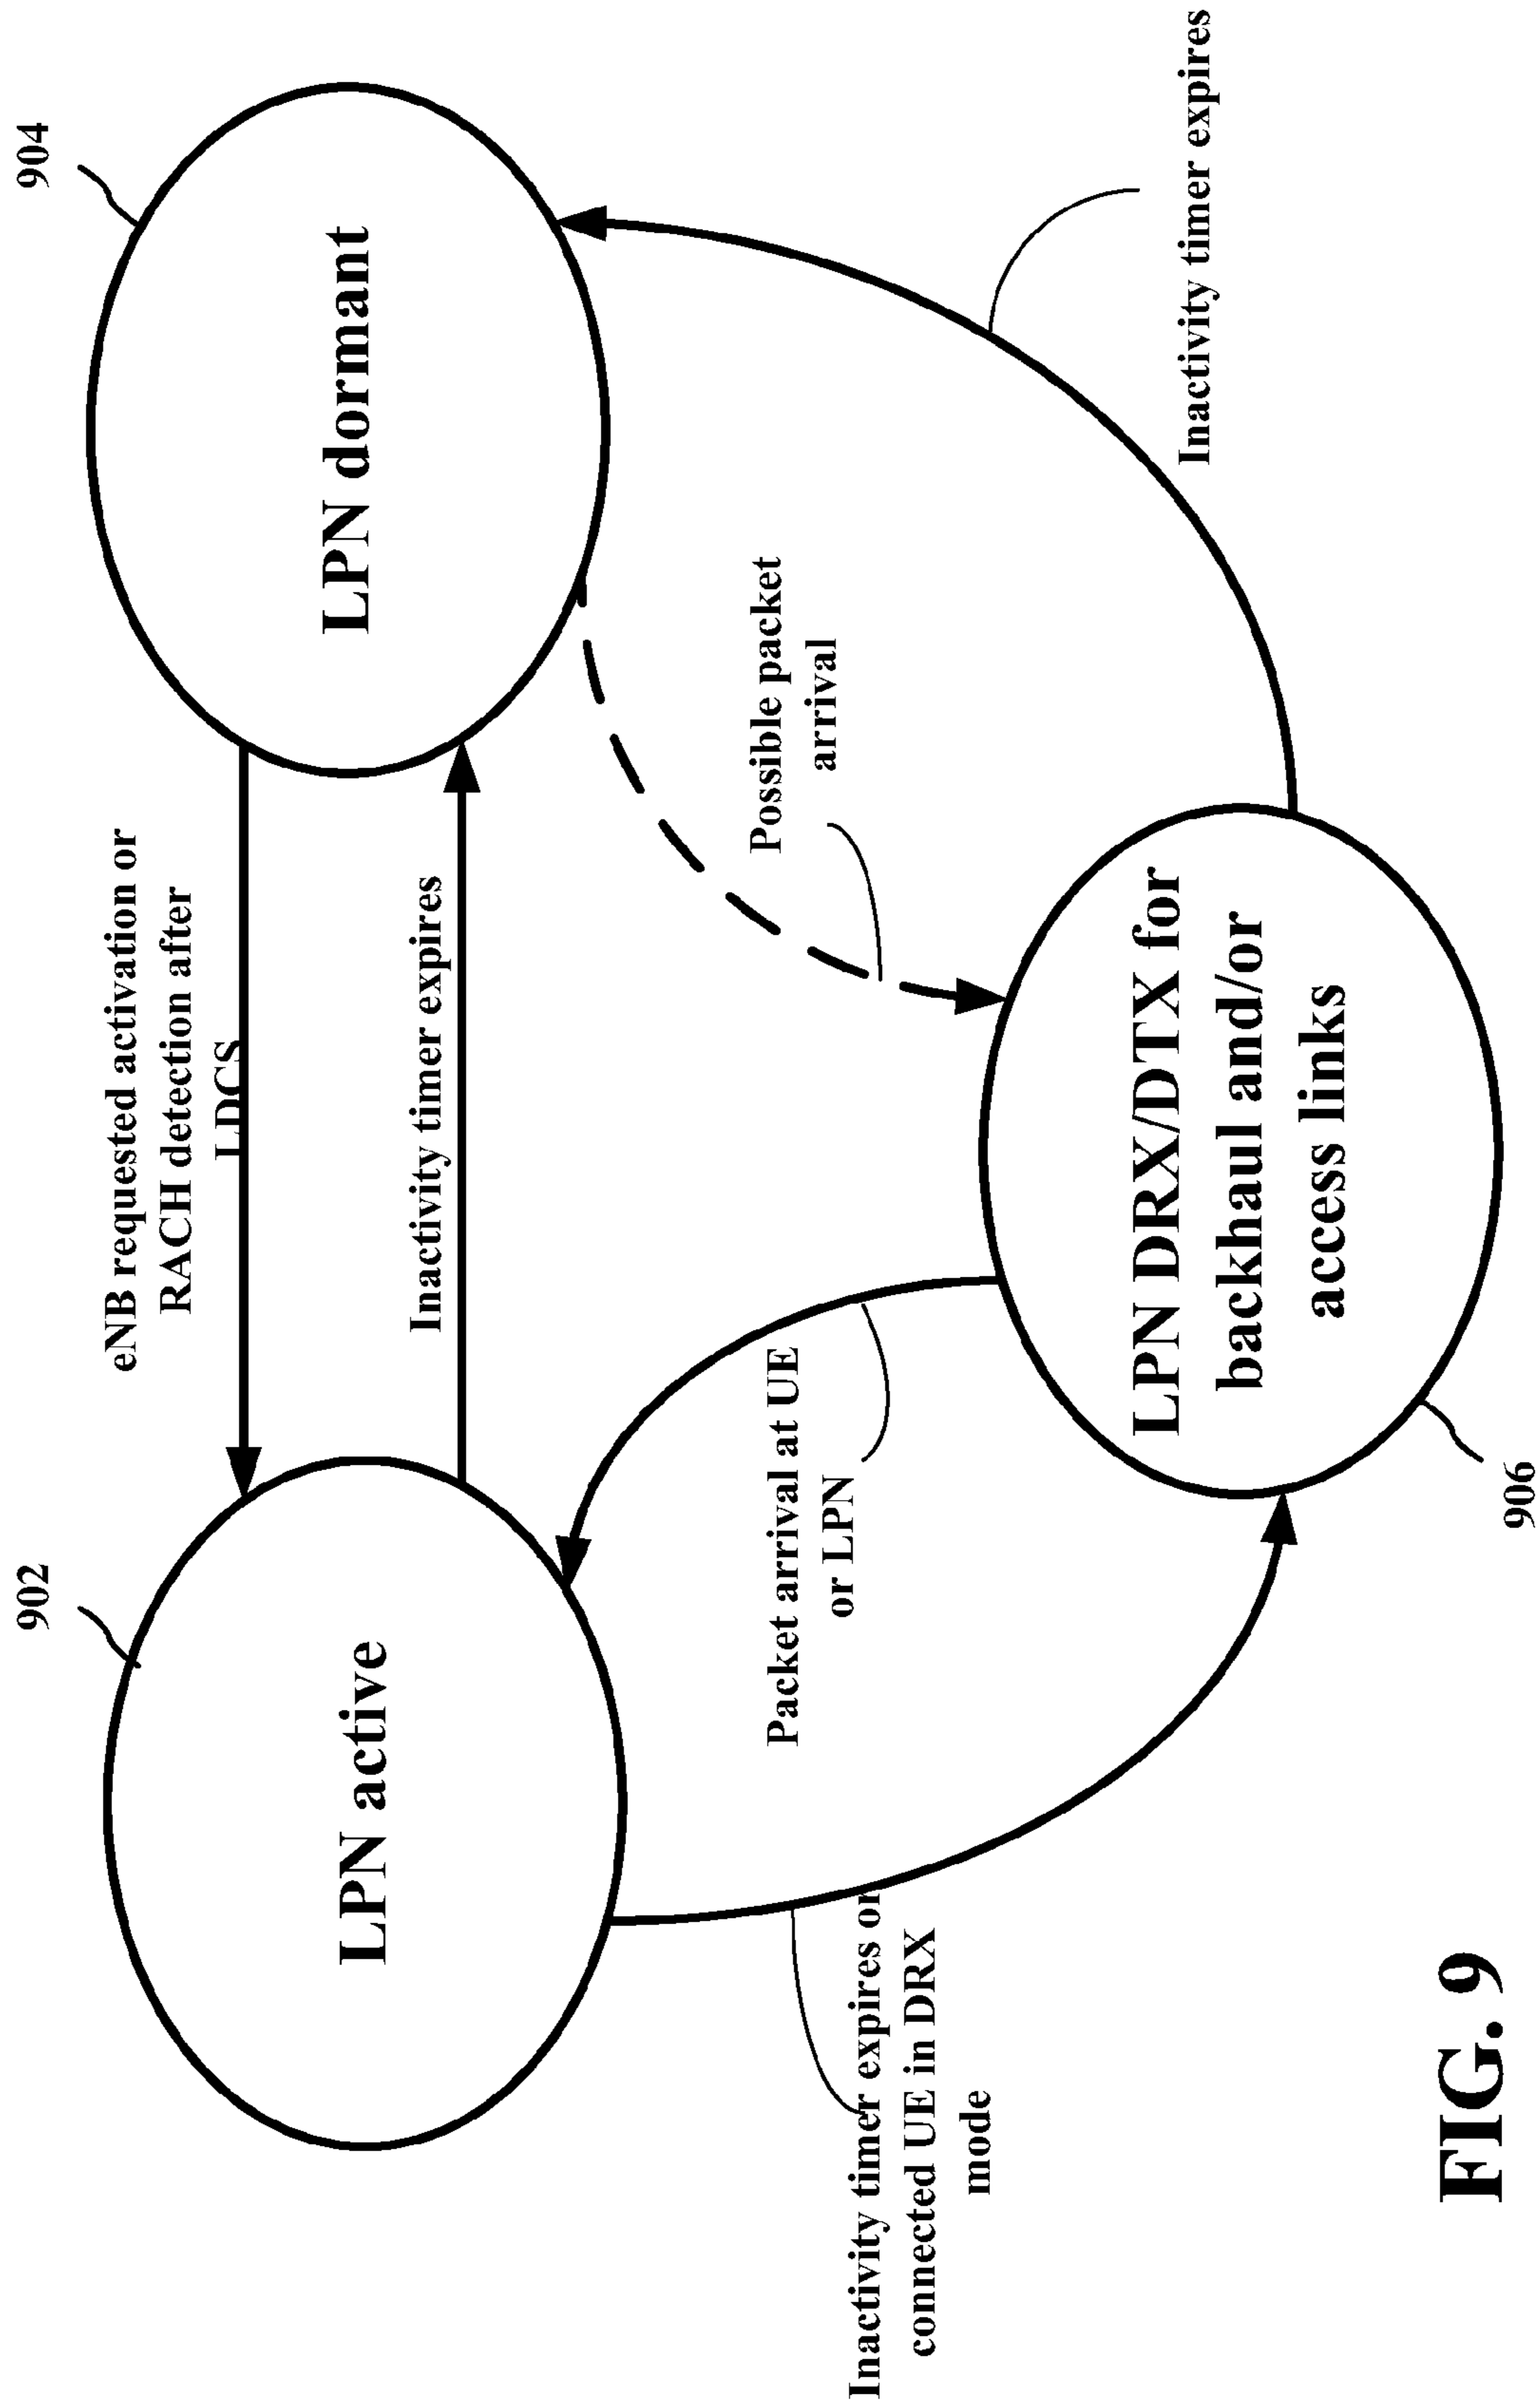 902
904
eNB requested activation or
RACH detection after
LDCS
LPN active
LPN dormant
Inactivity timer expires
Packet arrival at UE
or LPN
Possible packet
arrival
Inactivity timer expires or
connected UE in DRX
mode
LPN DRX/DTX for
backhaul and/or
access links
Inactivity timer expires
906
FIG. 9